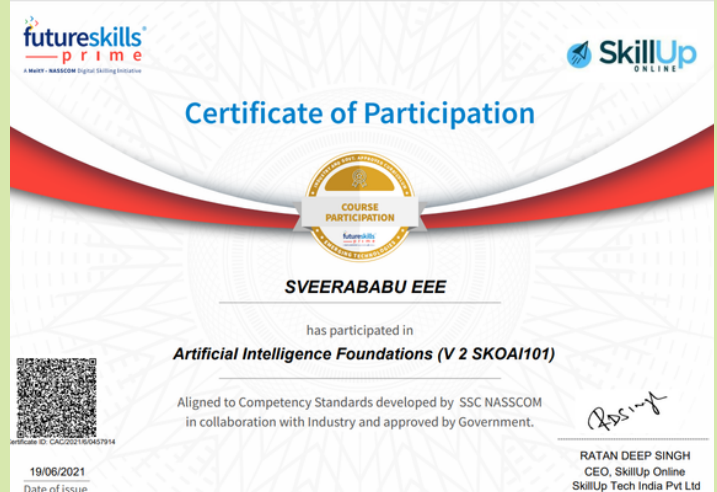 futureskills
prime
A MeitY - NASSCOM Digital Skilling Initiative
SkillUp
ONLINE
Certificate of Participation
COURSE
PARTICIPATION
futureskills
prime
EMERGING TECHNOLOGIES
SVEERABABU EEE
has participated in
Artificial Intelligence Foundations (V 2 SKOAI101)
Aligned to Competency Standards developed by SSC NASSCOM
in collaboration with Industry and approved by Government.
Certificate ID: CAC/2021/6/0457914
19/06/2021
Date of issue
RATAN DEEP SINGH
CEO, SkillUp Online
SkillUp Tech India Pvt Ltd